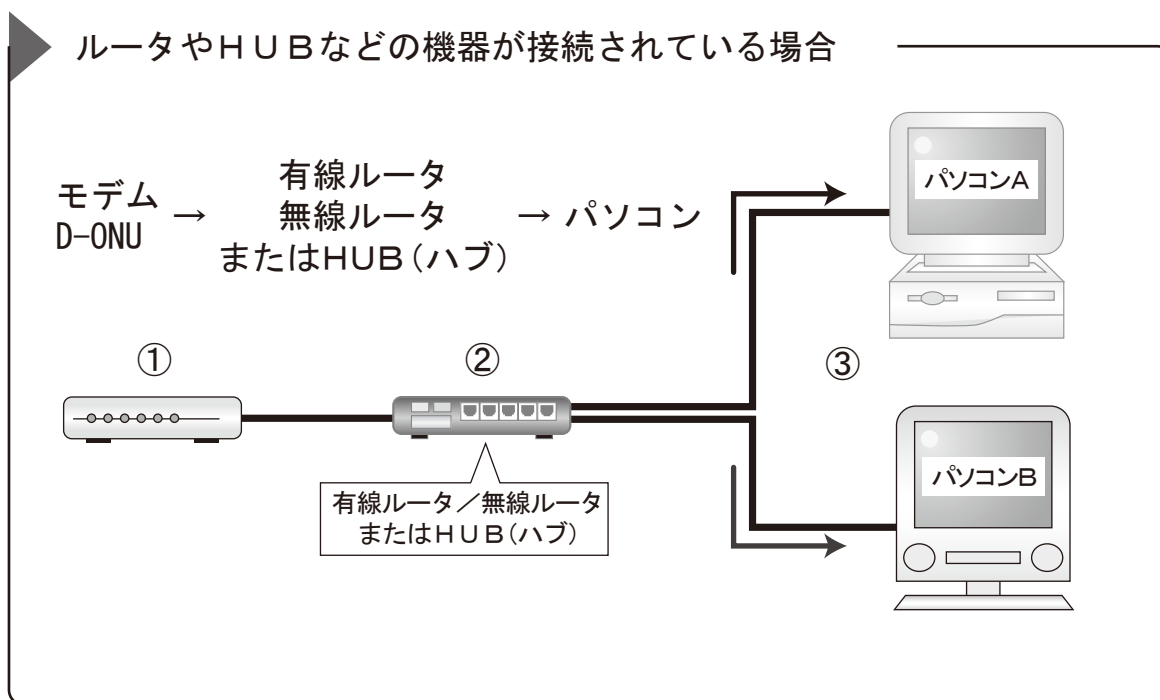 ルータやＨＵＢなどの機器が接続されている場合
モデム
D-ONU
→
有線ルータ
無線ルータ
またはHUB（ハブ）
→
パソコン
①
②
③
有線ルータ／無線ルータ
またはＨＵＢ（ハブ）
パソコンA
パソコンB